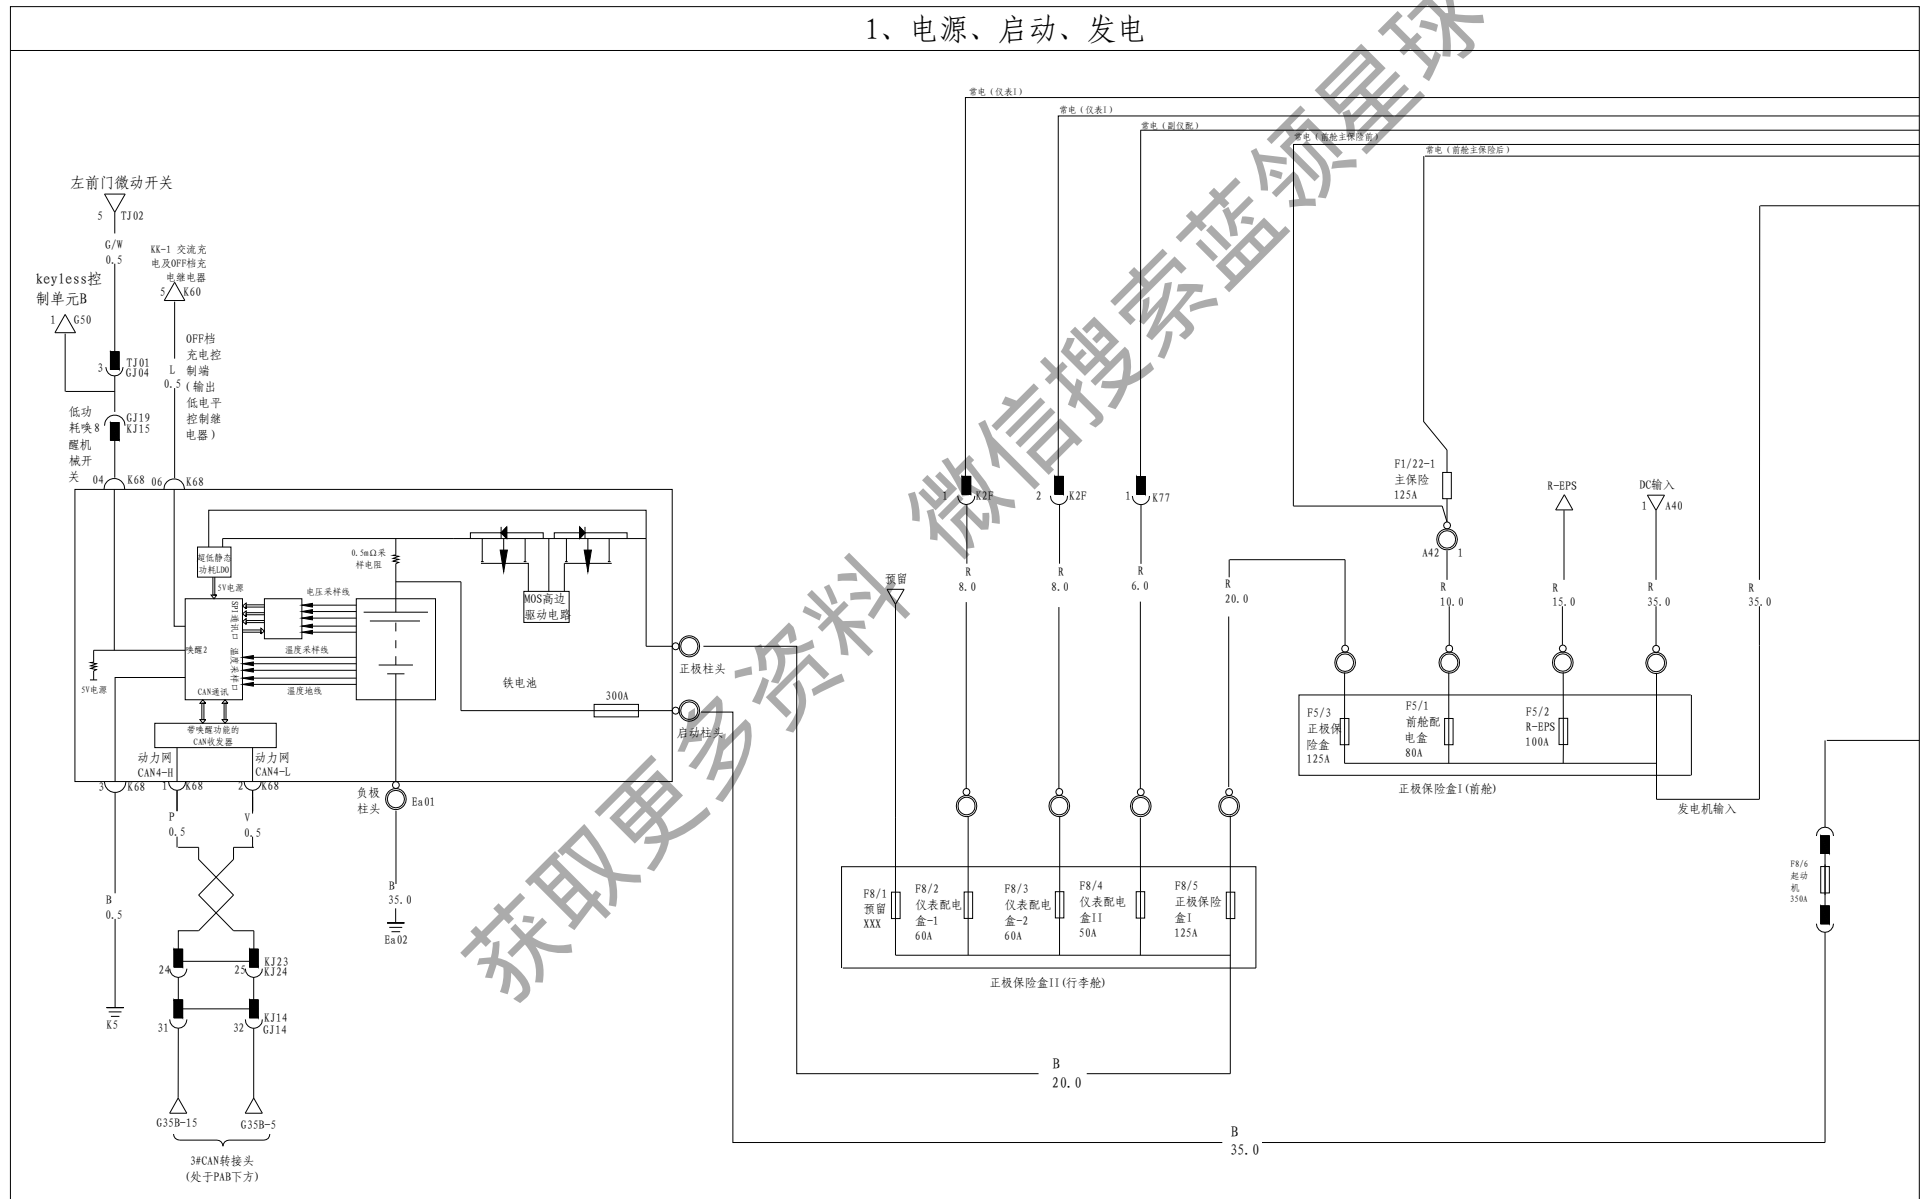 1、电源、启动、发电
常电(仪表I)
常电(仪表I)
常电(副仪配)
常电(前舱主保险前)
常电(前舱主保险后)
左前门微动开关
5 TJ02
G/W
0.5
KK-1 交流充
电及OFF档充
电继电器
5 K60
keyless控
制单元B
1 G50
OFF档
充电控
制端
(输出
低电平
控制继
电器)
L
0.5
3 TJ01
GJ04
低功
耗唤
醒机
械开
关
8 GJ19
KJ15
04 K68
06 K68
超低静态
功耗LDO
5V电源
0.5mΩ采
样电阻
MOS高边
驱动电路
电压采样线
SPI通讯口
温度采样口
唤醒2
CAN通讯
温度采样线
温度地线
5V电源
铁电池
300A
正极柱头
启动柱头
带唤醒功能的
CAN收发器
动力网
CAN4-H
动力网
CAN4-L
3 K68
1 K68
2 K68
负极
柱头
Ea01
P
0.5
V
0.5
B
0.5
B
35.0
Ea02
K5
24
25 KJ23
KJ24
31
32 KJ14
GJ14
G35B-15
G35B-5
3#CAN转接头
(处于PAB下方)
1 K2F
2 K2F
1 K77
R
8.0
R
8.0
R
6.0
R
20.0
预留
F8/1
预留
XXX
F8/2
仪表配电
盒-1
60A
F8/3
仪表配电
盒-2
60A
F8/4
仪表配电
盒II
50A
F8/5
正极保险
盒I
125A
正极保险盒II(行李舱)
F1/22-1
主保险
125A
A42 1
R-EPS
DC输入
1 A40
R
10.0
R
15.0
R
35.0
R
35.0
F5/3
正极保
险盒
125A
F5/1
前舱配
电盒
80A
F5/2
R-EPS
100A
正极保险盒I(前舱)
发电机输入
F8/6
起动
机
350A
B
20.0
B
35.0
获取更多资料 微信搜索蓝领星球